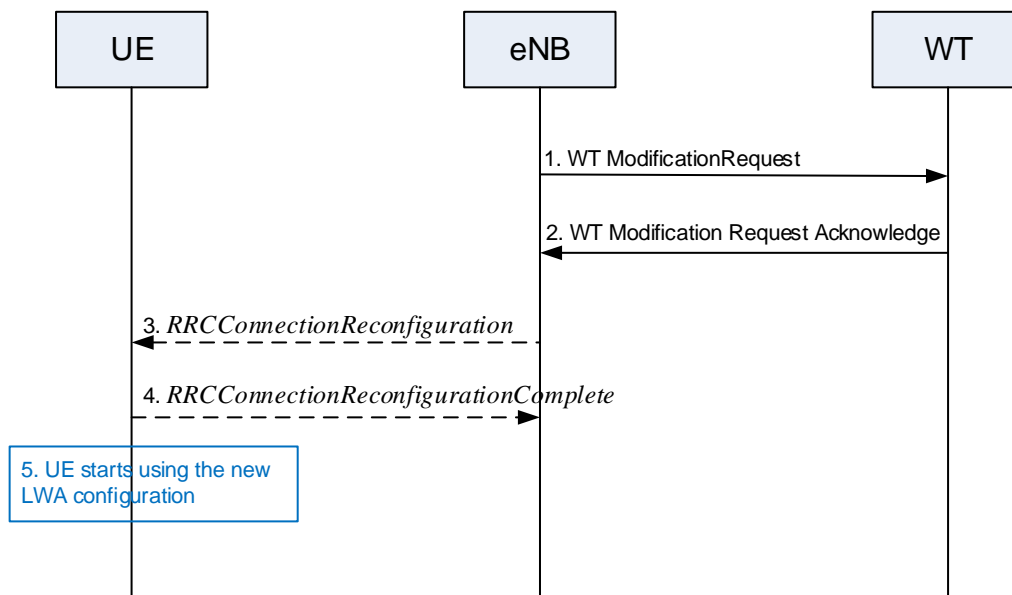 UE
eNB
WT
1. WT ModificationRequest
2. WT Modification Request Acknowledge
3. RRCConnectionReconfiguration
4. RRCConnectionReconfigurationComplete
5. UE starts using the new
LWA configuration